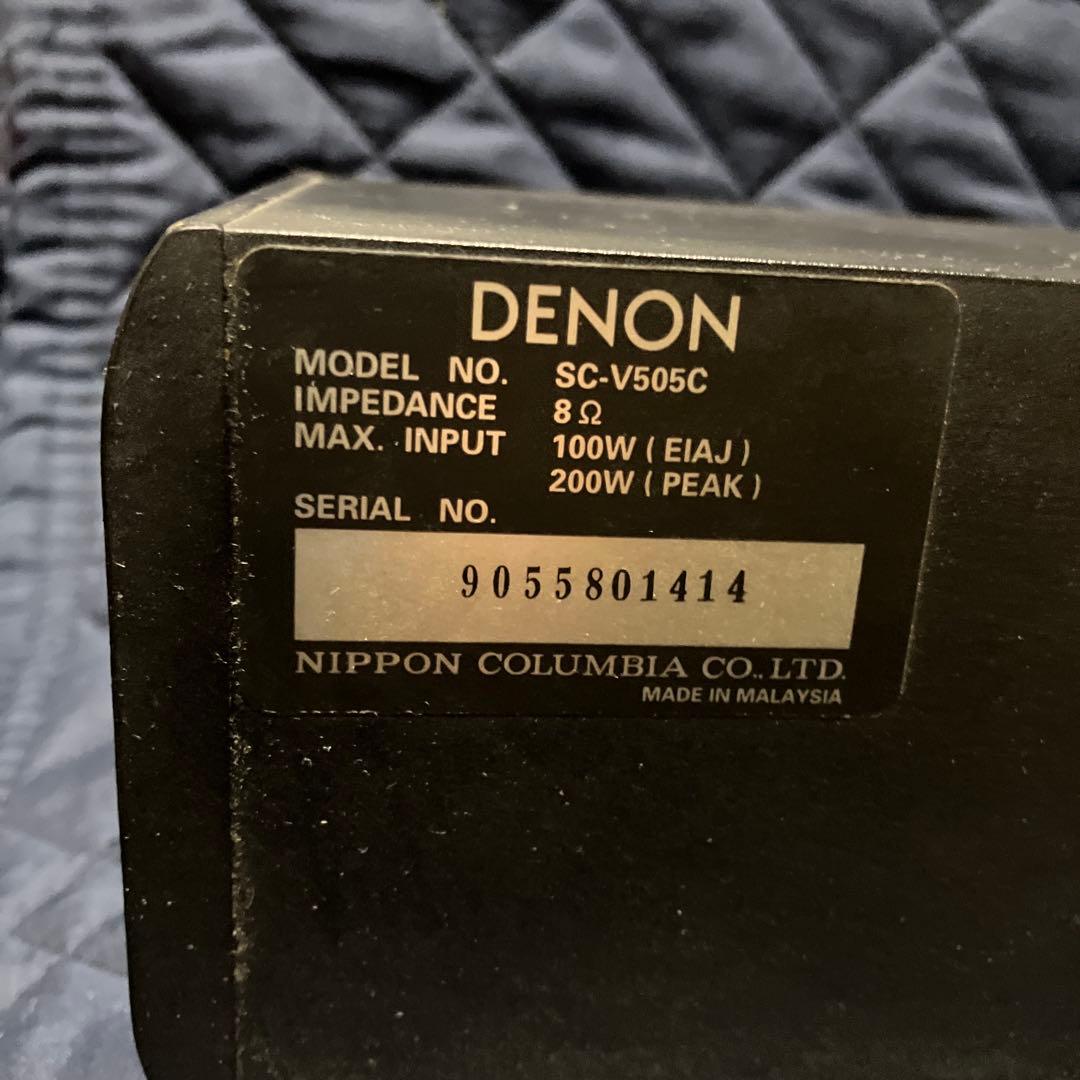 DENON
MODEL NO. SC-V505C
IMPEDANCE 8Ω
MAX. INPUT 100W (EIAJ)
200W (PEAK)
SERIAL NO.
9055801414
NIPPON COLUMBIA CO., LTD.
MADE IN MALAYSIA